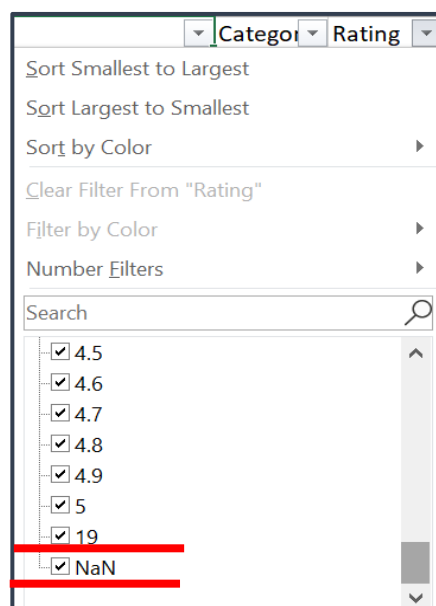 Categor Rating
Sort Smallest to Largest
Sort Largest to Smallest
Sort by Color
Clear Filter From "Rating"
Filter by Color
Number Filters
Search
4.5
4.6
4.7
4.8
4.9
5
19
NaN